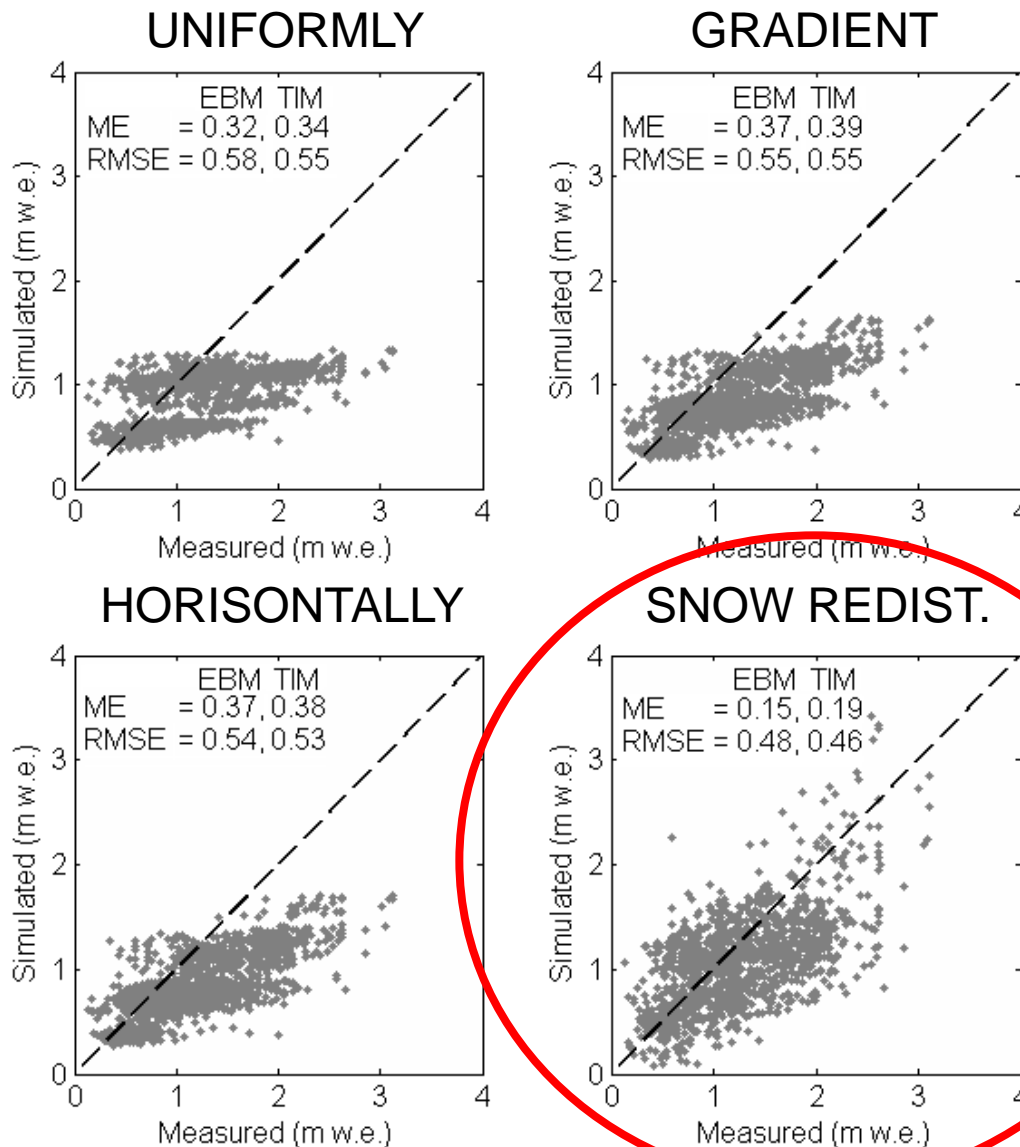 UNIFORMLY
EBM TIM
ME = 0.32, 0.34
RMSE = 0.58, 0.55
4
3
2
1
0
0 1 2 3 4
Simulated (m w.e.)
Measured (m w.e.)
GRADIENT
EBM TIM
ME = 0.37, 0.39
RMSE = 0.55, 0.55
4
3
2
1
0
0 1 2 3 4
Simulated (m w.e.)
Measured (m w.e.)
HORISONTALLY
EBM TIM
ME = 0.37, 0.38
RMSE = 0.54, 0.53
4
3
2
1
0
0 1 2 3 4
Simulated (m w.e.)
Measured (m w.e.)
SNOW REDIST.
EBM TIM
ME = 0.15, 0.19
RMSE = 0.48, 0.46
4
3
2
1
0
0 1 2 3 4
Simulated (m w.e.)
Measured (m w.e.)